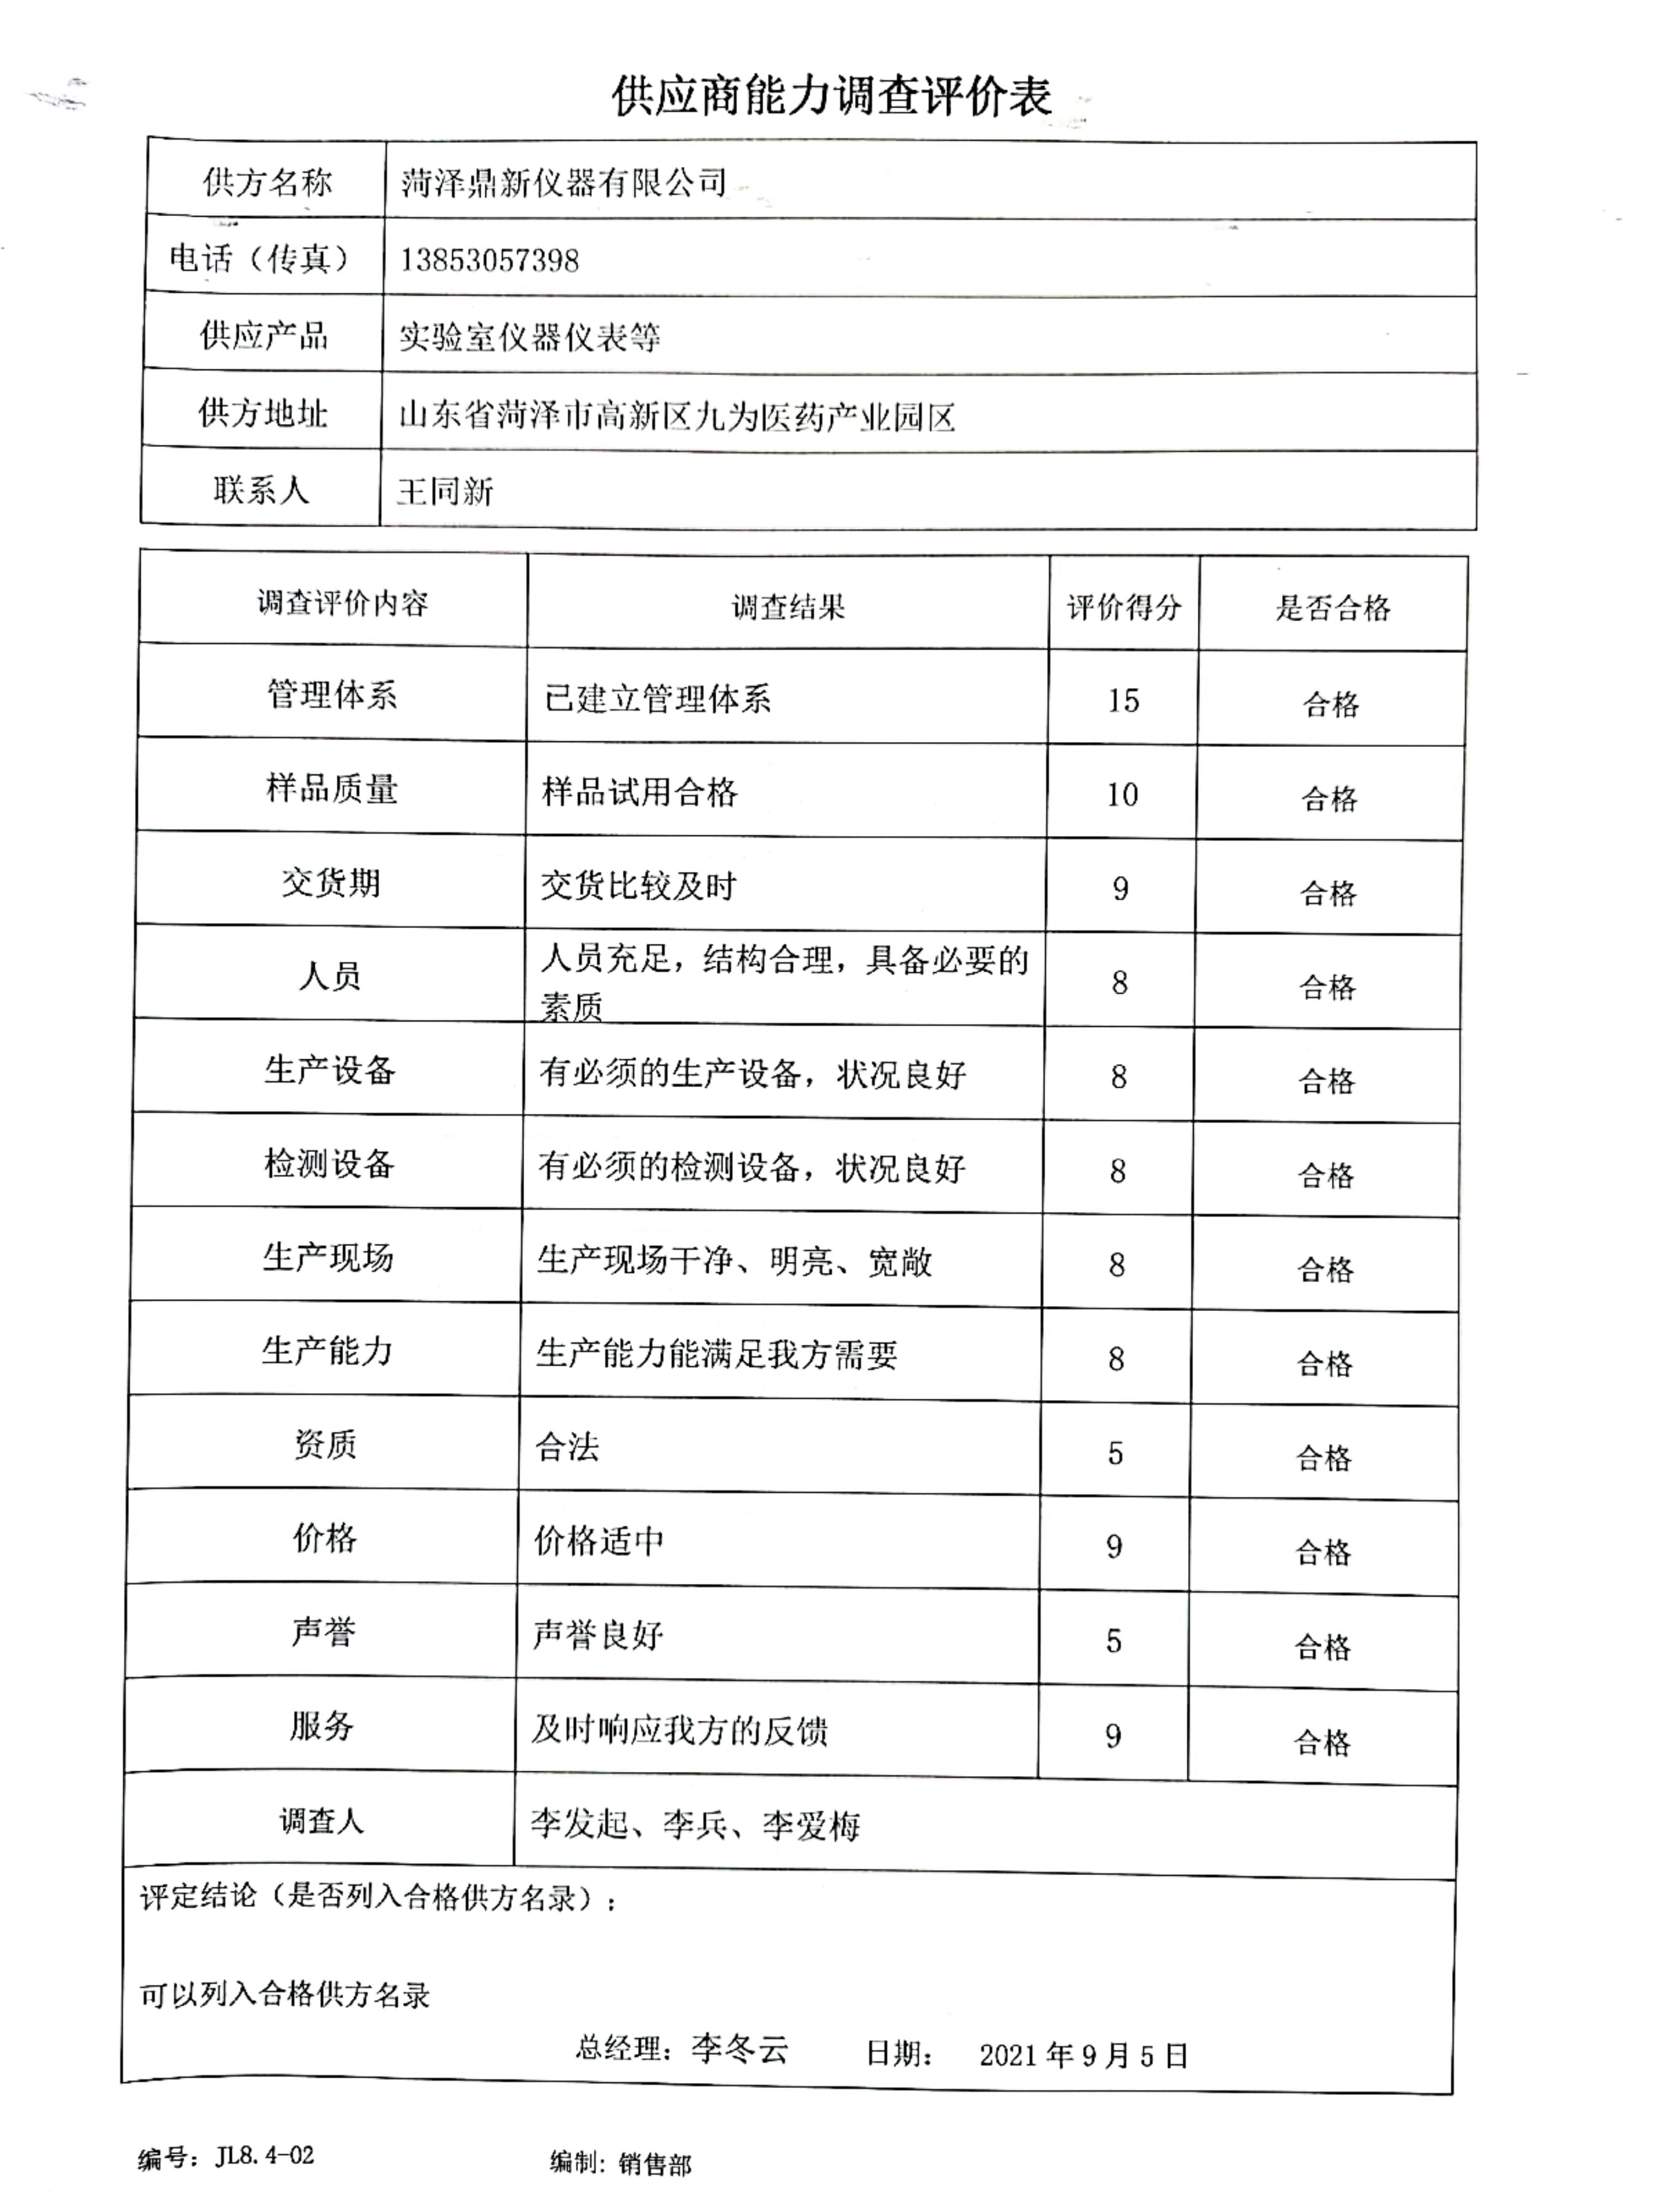 供应商能力调查评价表
供方名称 菏泽鼎新仪器有限公司
电话（传真） 13853057398
供应产品 实验室仪器仪表等
供方地址 山东省菏泽市高新区九为医药产业园区
联系人 王同新
调查评价内容 调查结果 评价得分 是否合格
管理体系 已建立管理体系 15 合格
样品质量 样品试用合格 10 合格
交货期 交货比较及时 9 合格
人员 人员充足，结构合理，具备必要的
素质 8 合格
生产设备 有必须的生产设备，状况良好 8 合格
检测设备 有必须的检测设备，状况良好 8 合格
生产现场 生产现场干净、明亮、宽敞 8 合格
生产能力 生产能力能满足我方需要 8 合格
资质 合法 5 合格
价格 价格适中 9 合格
声誉 声誉良好 5 合格
服务 及时响应我方的反馈 9 合格
调查人 李发起、李兵、李爱梅
评定结论（是否列入合格供方名录）：
可以列入合格供方名录
总经理：李冬云 日期： 2021年9月5日
编号：JL8.4-02 编制：销售部